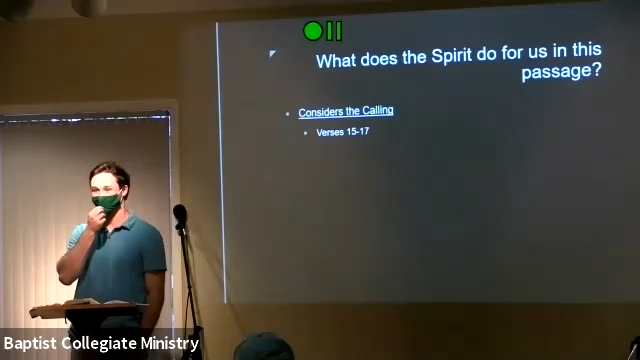 What does the Spirit do for us in this
passage?
Considers the Calling
Verses 15-17
Baptist Collegiate Ministry